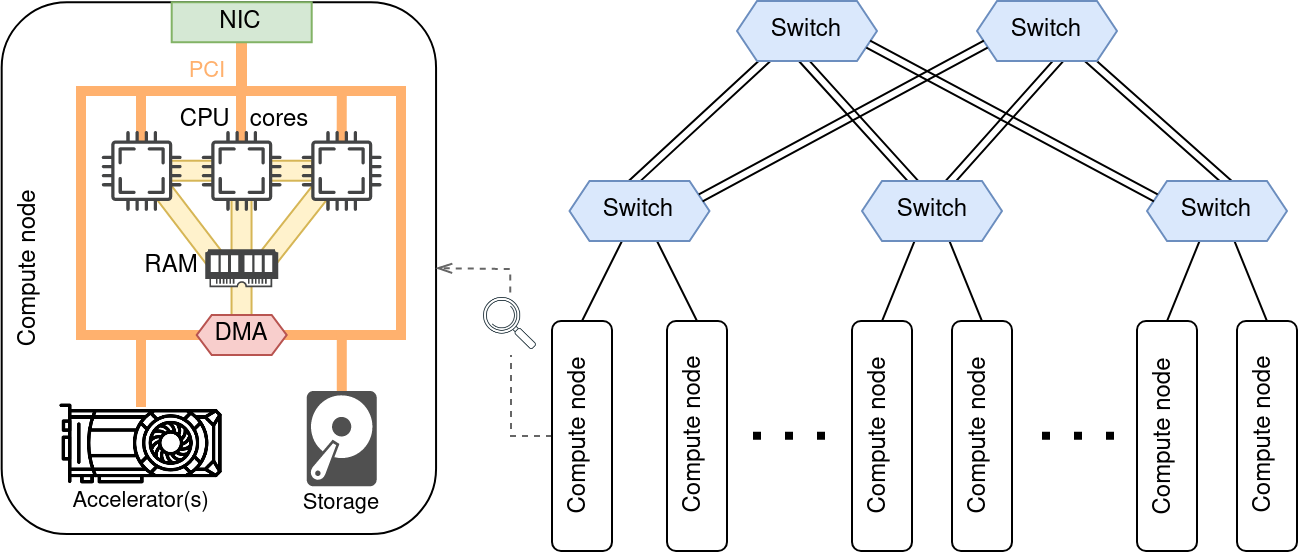 NIC
PCI
CPU cores
RAM
DMA
Compute node
Accelerator(s)
Storage
Switch
Switch
Switch
Switch
Switch
Compute node
Compute node
Compute node
Compute node
Compute node
Compute node